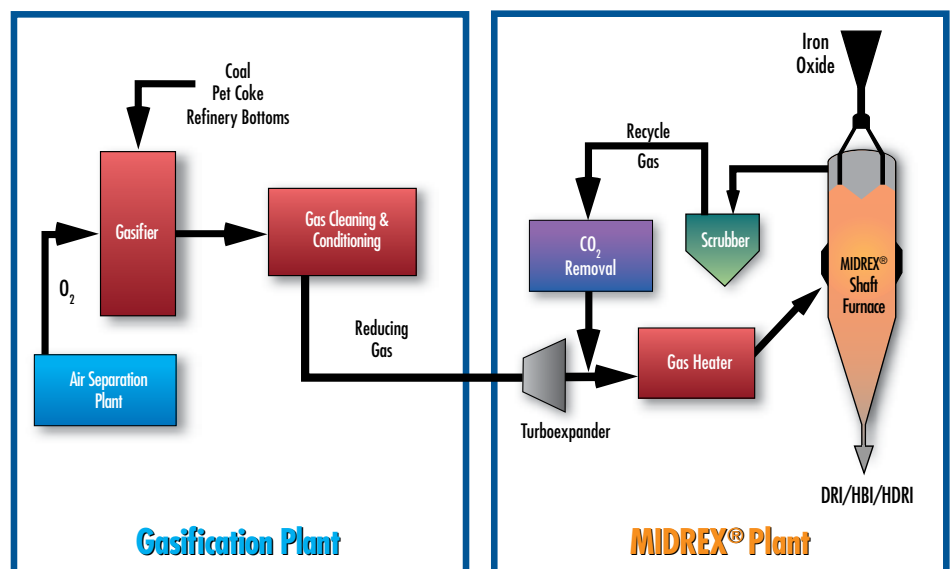 Coal
Pet Coke
Refinery Bottoms
Gasifier
O₂
Air Separation
Plant
Gas Cleaning &
Conditioning
Reducing
Gas
Gasification Plant
Iron
Oxide
Recycle
Gas
CO₂
Removal
Scrubber
MIDREX®
Shaft
Furnace
Gas Heater
Turboexpander
DRI/HBI/HDRI
MIDREX® Plant